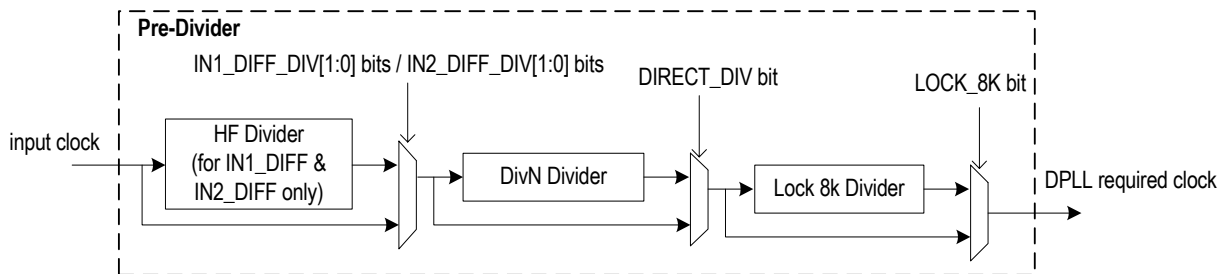 Pre-Divider
IN1_DIFF_DIV[1:0] bits / IN2_DIFF_DIV[1:0] bits
DIRECT_DIV bit
LOCK_8K bit
input clock
HF Divider
(for IN1_DIFF &
IN2_DIFF only)
DivN Divider
Lock 8k Divider
DPLL required clock